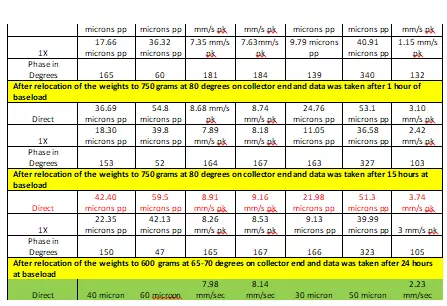 microns pp microns pp mm/s pk mm/s pk microns pp microns pp mm/s pk
17.66 36.32 7.35 mm/s 7.63mm/s 9.79 microns 40.91 1.15 mm/s
1X microns pp microns pp pk pk pp microns pp pk
Phase in
Degrees 165 60 181 184 139 340 132
After relocation of the weights to 750 grams at 80 degrees on collector end and data was taken after 1 hour of
baseload
36.69 54.8 8.68 mm/s 8.74 24.76 53.1 3.10
Direct microns pp microns pp pk mm/s pk microns pp microns pp mm/s pk
18.30 39.8 7.89 8.18 11.05 36.58 2.42
1X microns pp microns pp mm/s pk mm/s pk microns pp microns pp mm/s pk
Phase in
Degrees 153 52 164 167 163 327 103
After relocation of the weights to 750 grams at 80 degrees on collector end and data was taken after 15 hours at
baseload
42.40 59.5 8.91 9.16 21.98 51.3 3.74
Direct microns pp microns pp mm/s pk mm/s pk microns pp microns pp mm/s pk
22.35 42.13 8.26 8.53 9.13 39.99
1X microns pp microns pp mm/s pk mm/s pk microns pp microns pp 3 mm/s pk
Phase in
Degrees 150 47 165 167 166 323 105
After relocation of the weights to 600 grams at 65-70 degrees on collector end and data was taken after 24 hours
at baseload
7.98 8.14 2.23
Direct 40 micron 60 mm/sec mm/sec 30 micron 50 micron mm/sec